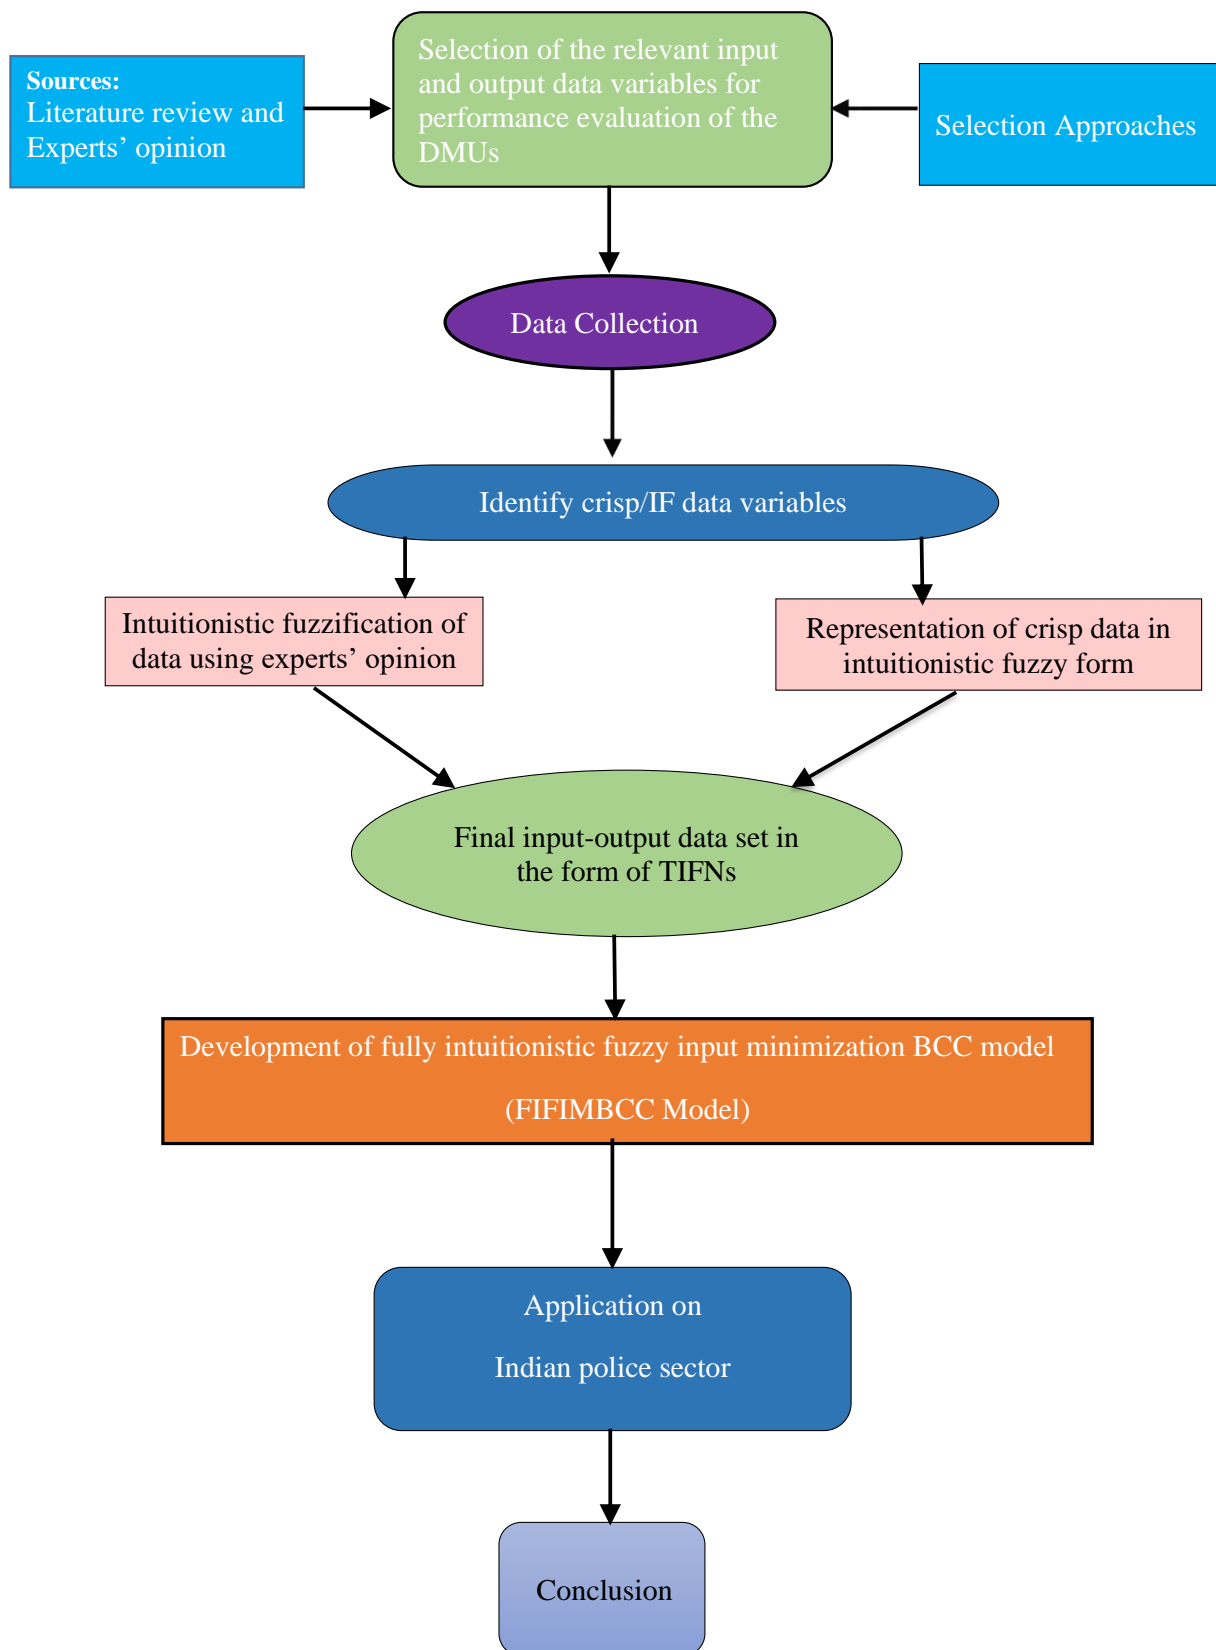 Sources:
Literature review and
Experts’ opinion
Selection of the relevant input
and output data variables for
performance evaluation of the
DMUs
Selection Approaches
Data Collection
Identify crisp/IF data variables
Intuitionistic fuzzification of
data using experts’ opinion
Representation of crisp data in
intuitionistic fuzzy form
Final input-output data set in
the form of TIFNs
Development of fully intuitionistic fuzzy input minimization BCC model
(FIFIMBCC Model)
Application on
Indian police sector
Conclusion